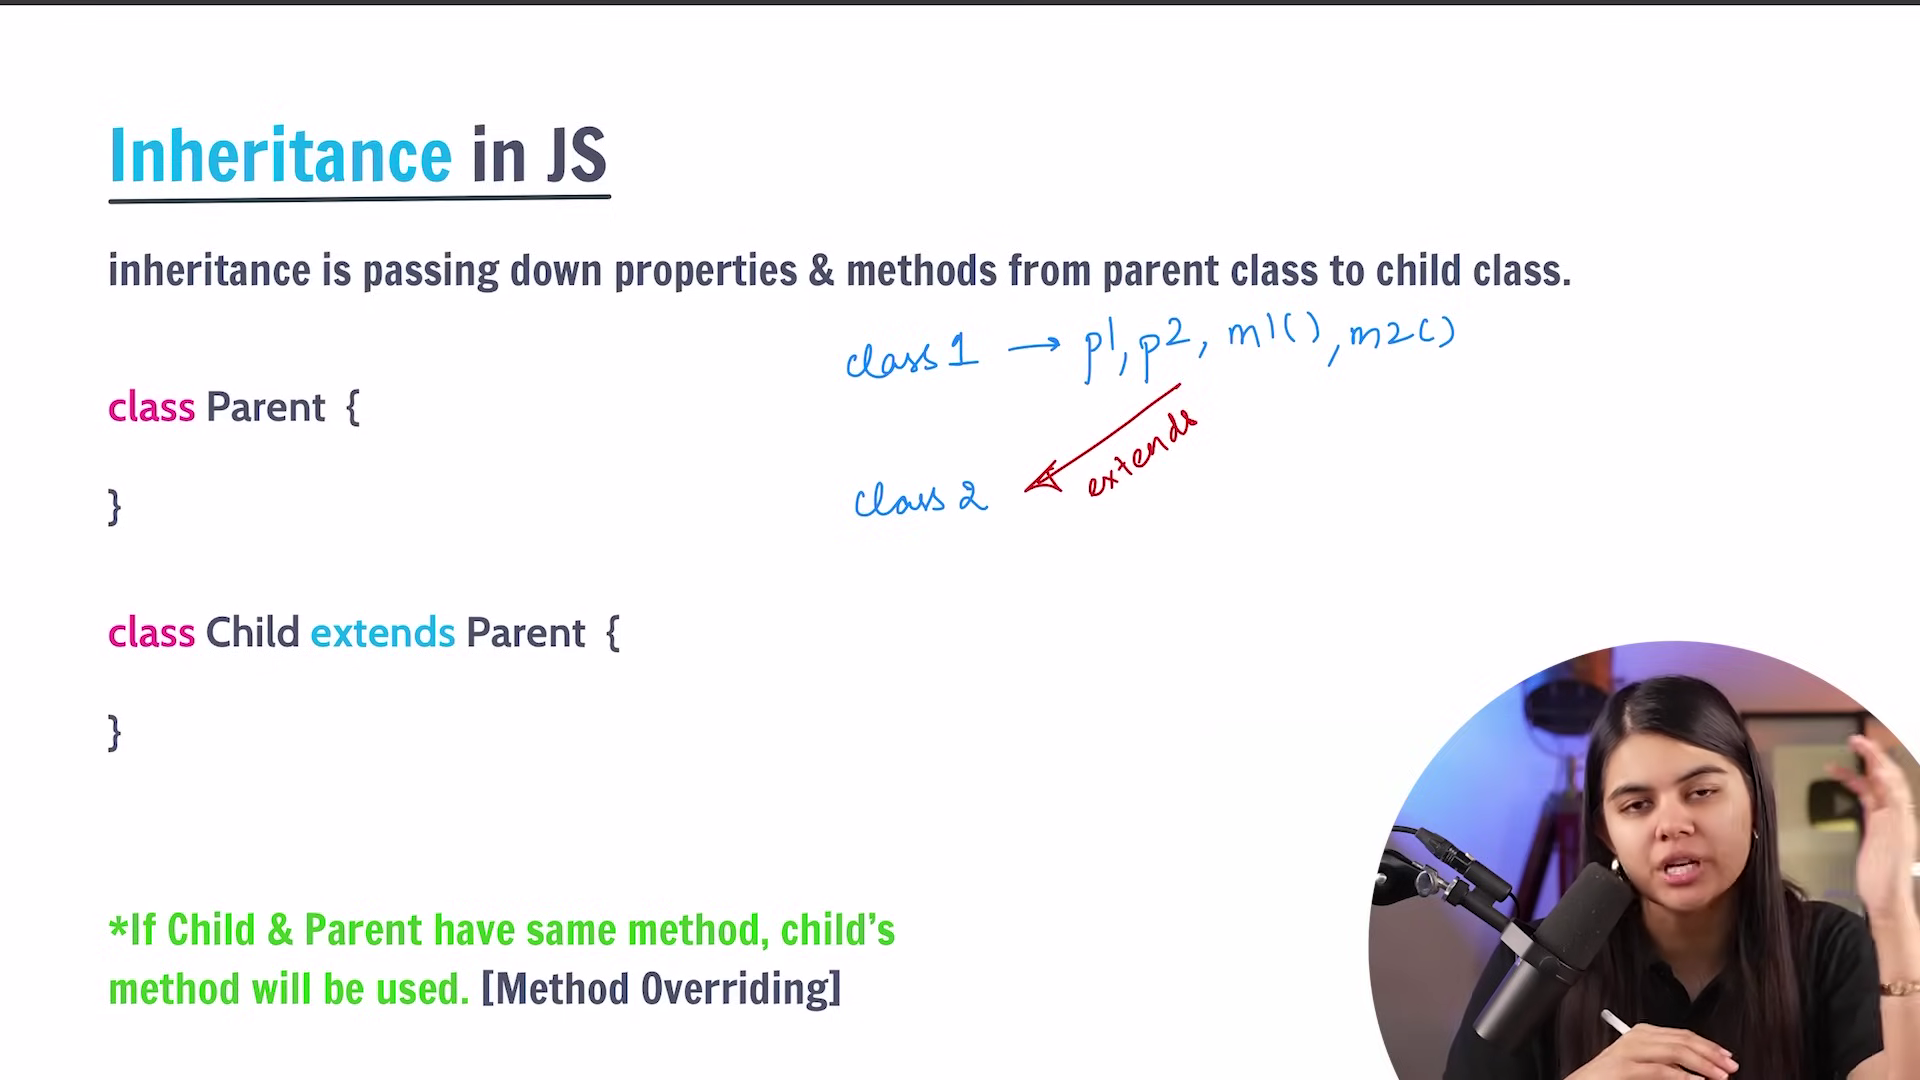 Inheritance in JS
inheritance is passing down properties & methods from parent class to child class.
class 1 → p1, p2, m1(), m2()
class Parent {
extends
class 2
}
class Child extends Parent {
}
*If Child & Parent have same method, child’s
method will be used. [Method Overriding]